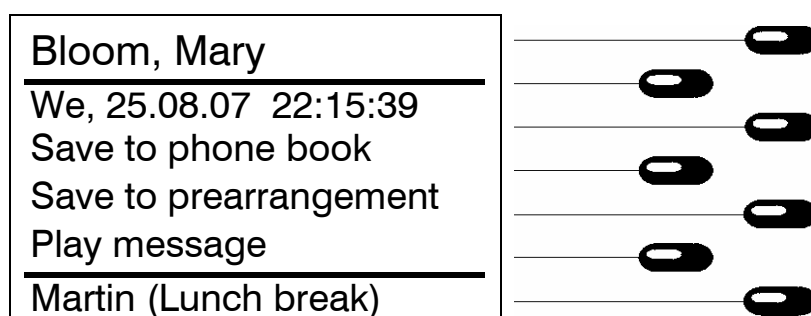 Bloom, Mary
We, 25.08.07 22:15:39
Save to phone book
Save to prearrangement
Play message
Martin (Lunch break)